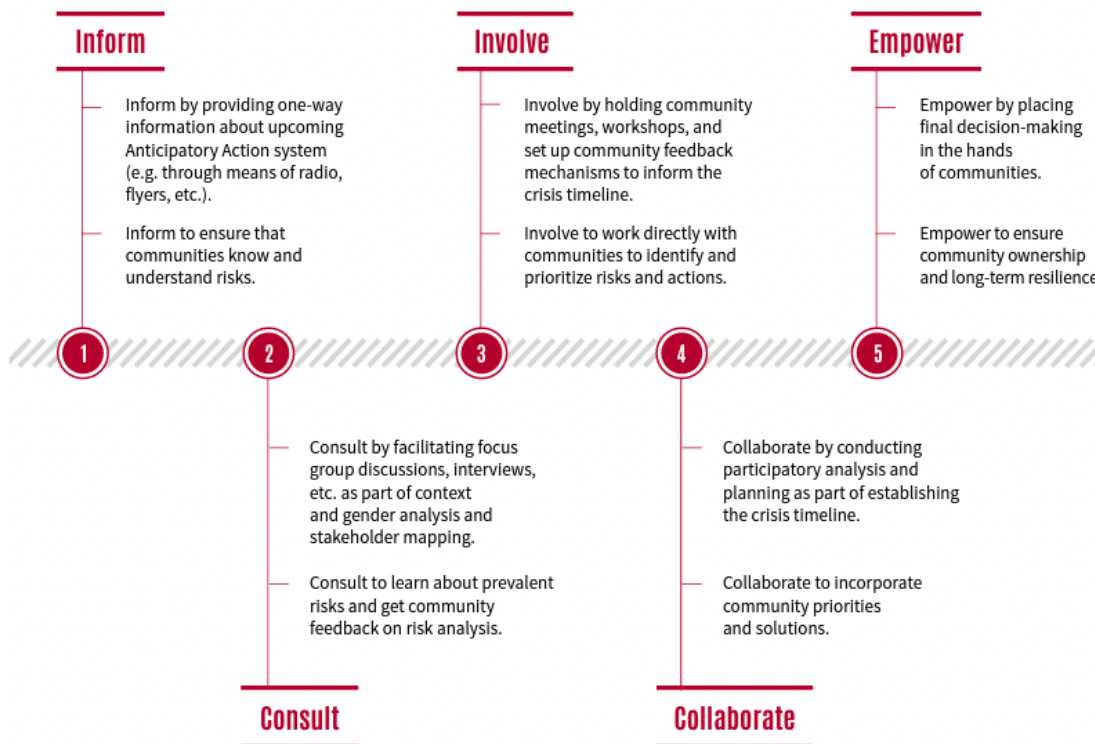 Inform
Inform by providing one-way
information about upcoming
Anticipatory Action system
(e.g. through means of radio,
flyers, etc.).
Inform to ensure that
communities know and
understand risks.
Involve
Involve by holding community
meetings, workshops, and
set up community feedback
mechanisms to inform the
crisis timeline.
Involve to work directly with
communities to identify and
prioritize risks and actions.
Empower
Empower by placing
final decision-making
in the hands
of communities.
Empower to ensure
community ownership
and long-term resilience
1
2
3
4
5
Consult by facilitating focus
group discussions, interviews,
etc. as part of context
and gender analysis and
stakeholder mapping.
Consult to learn about prevalent
risks and get community
feedback on risk analysis.
Consult
Collaborate by conducting
participatory analysis and
planning as part of establishing
the crisis timeline.
Collaborate to incorporate
community priorities
and solutions.
Collaborate